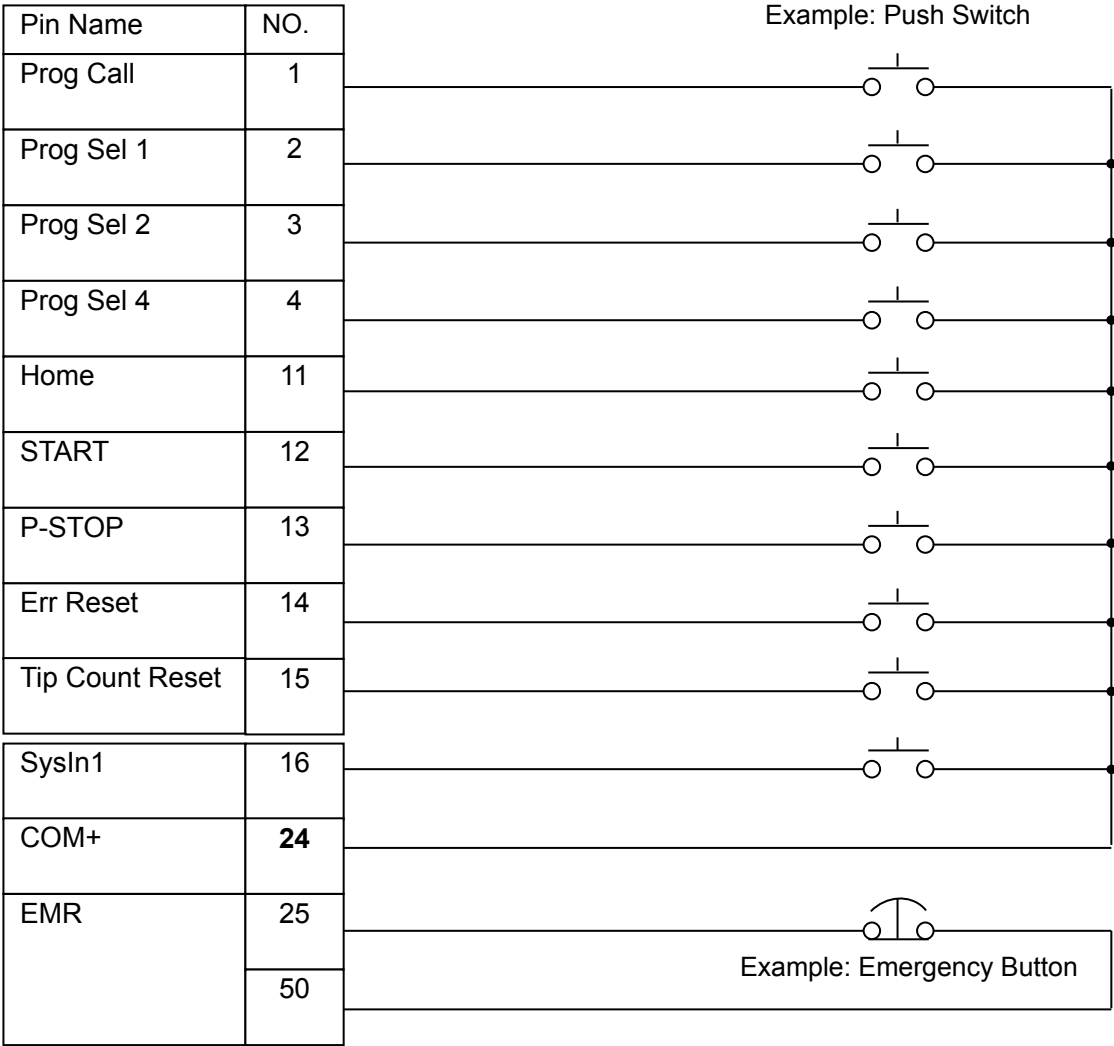 Example: Push Switch
Pin Name NO.
Prog Call 1
Prog Sel 1 2
Prog Sel 2 3
Prog Sel 4 4
Home 11
START 12
P-STOP 13
Err Reset 14
Tip Count Reset 15
SysIn1 16
COM+ 24
EMR 25
Example: Emergency Button
50